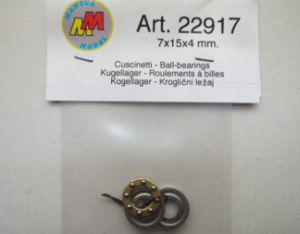 MANTUA
MM
MODEL
Art. 22917
7x15x4 mm.
Cuscinetti - Ball-bearings
Kugellager - Roulements à billes
Kogellager - Kroglični ležaj